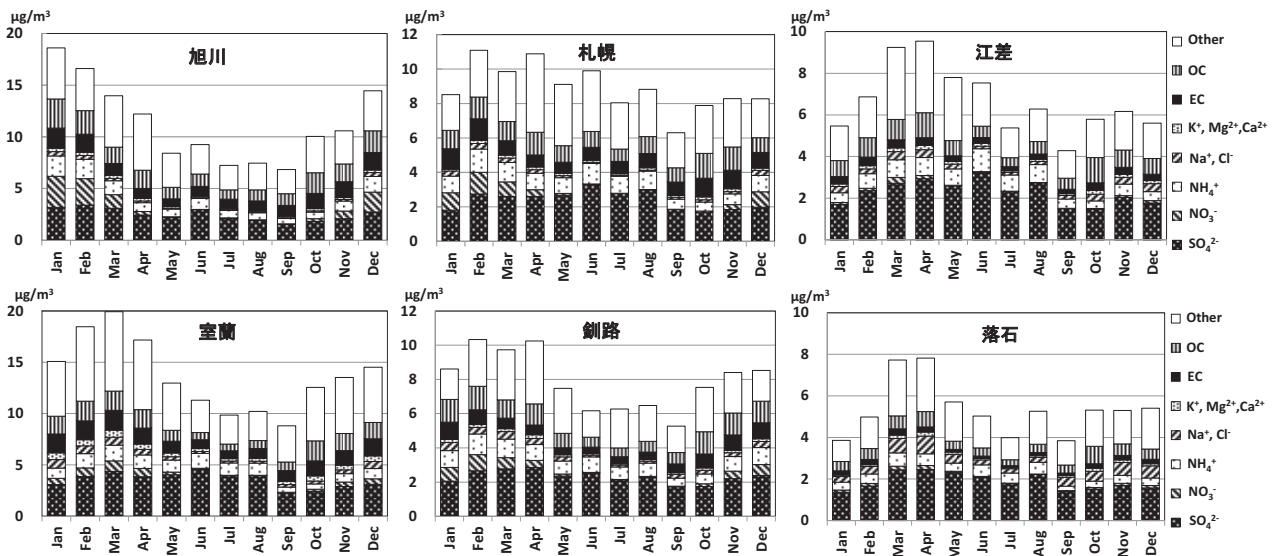 μg/m³
旭川
20
15
10
5
0
Jan
Feb
Mar
Apr
May
Jun
Jul
Aug
Sep
Oct
Nov
Dec
μg/m³
札幌
12
10
8
6
4
2
0
Jan
Feb
Mar
Apr
May
Jun
Jul
Aug
Sep
Oct
Nov
Dec
μg/m³
江差
10
8
6
4
2
0
Jan
Feb
Mar
Apr
May
Jun
Jul
Aug
Sep
Oct
Nov
Dec
Other
OC
EC
K⁺, Mg²⁺,Ca²⁺
Na⁺, Cl⁻
NH₄⁺
NO₃⁻
SO₄²⁻
μg/m³
室蘭
20
15
10
5
0
Jan
Feb
Mar
Apr
May
Jun
Jul
Aug
Sep
Oct
Nov
Dec
μg/m³
釧路
12
10
8
6
4
2
0
Jan
Feb
Mar
Apr
May
Jun
Jul
Aug
Sep
Oct
Nov
Dec
μg/m³
落石
10
8
6
4
2
0
Jan
Feb
Mar
Apr
May
Jun
Jul
Aug
Sep
Oct
Nov
Dec
Other
OC
EC
K⁺, Mg²⁺,Ca²⁺
Na⁺, Cl⁻
NH₄⁺
NO₃⁻
SO₄²⁻